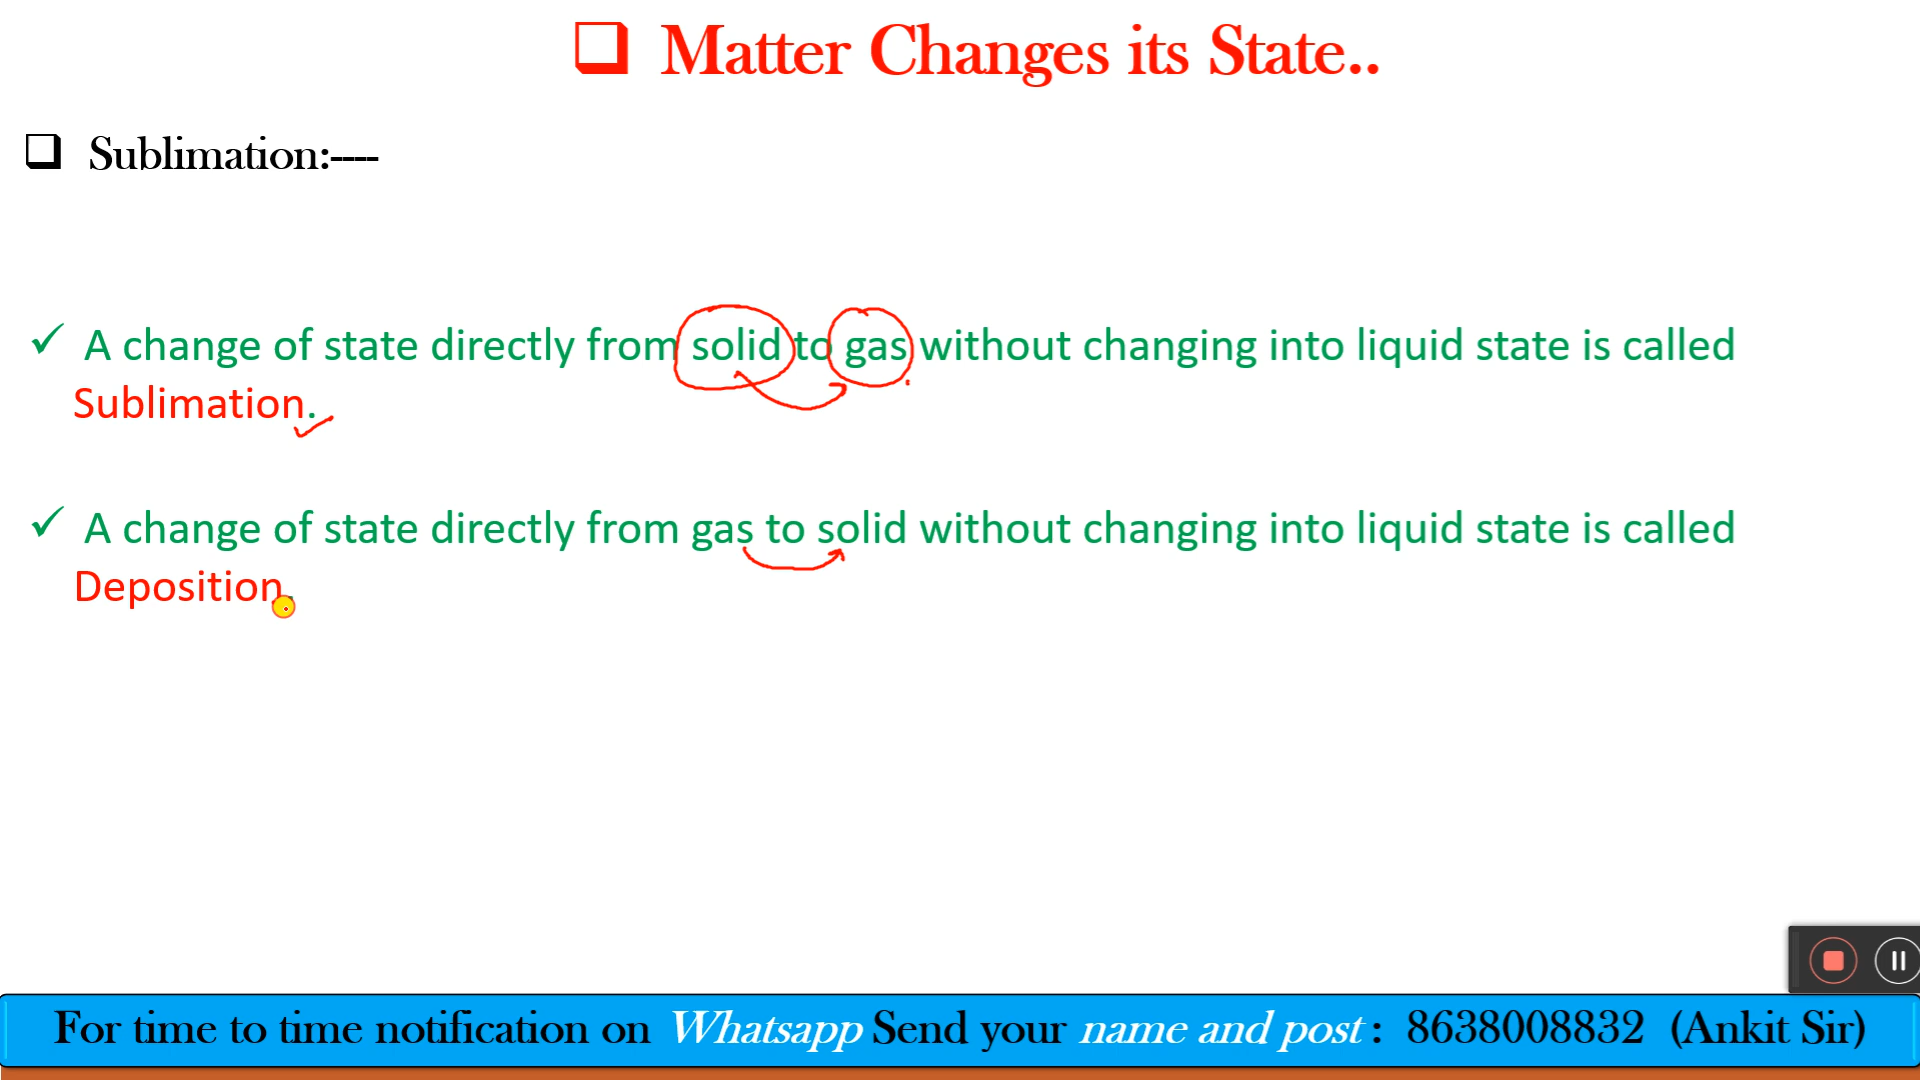 Matter Changes its State..
Sublimation:----
A change of state directly from solid to gas without changing into liquid state is called
Sublimation.
A change of state directly from gas to solid without changing into liquid state is called
Deposition.
For time to time notification on Whatsapp Send your name and post : 8638008832 (Ankit Sir)